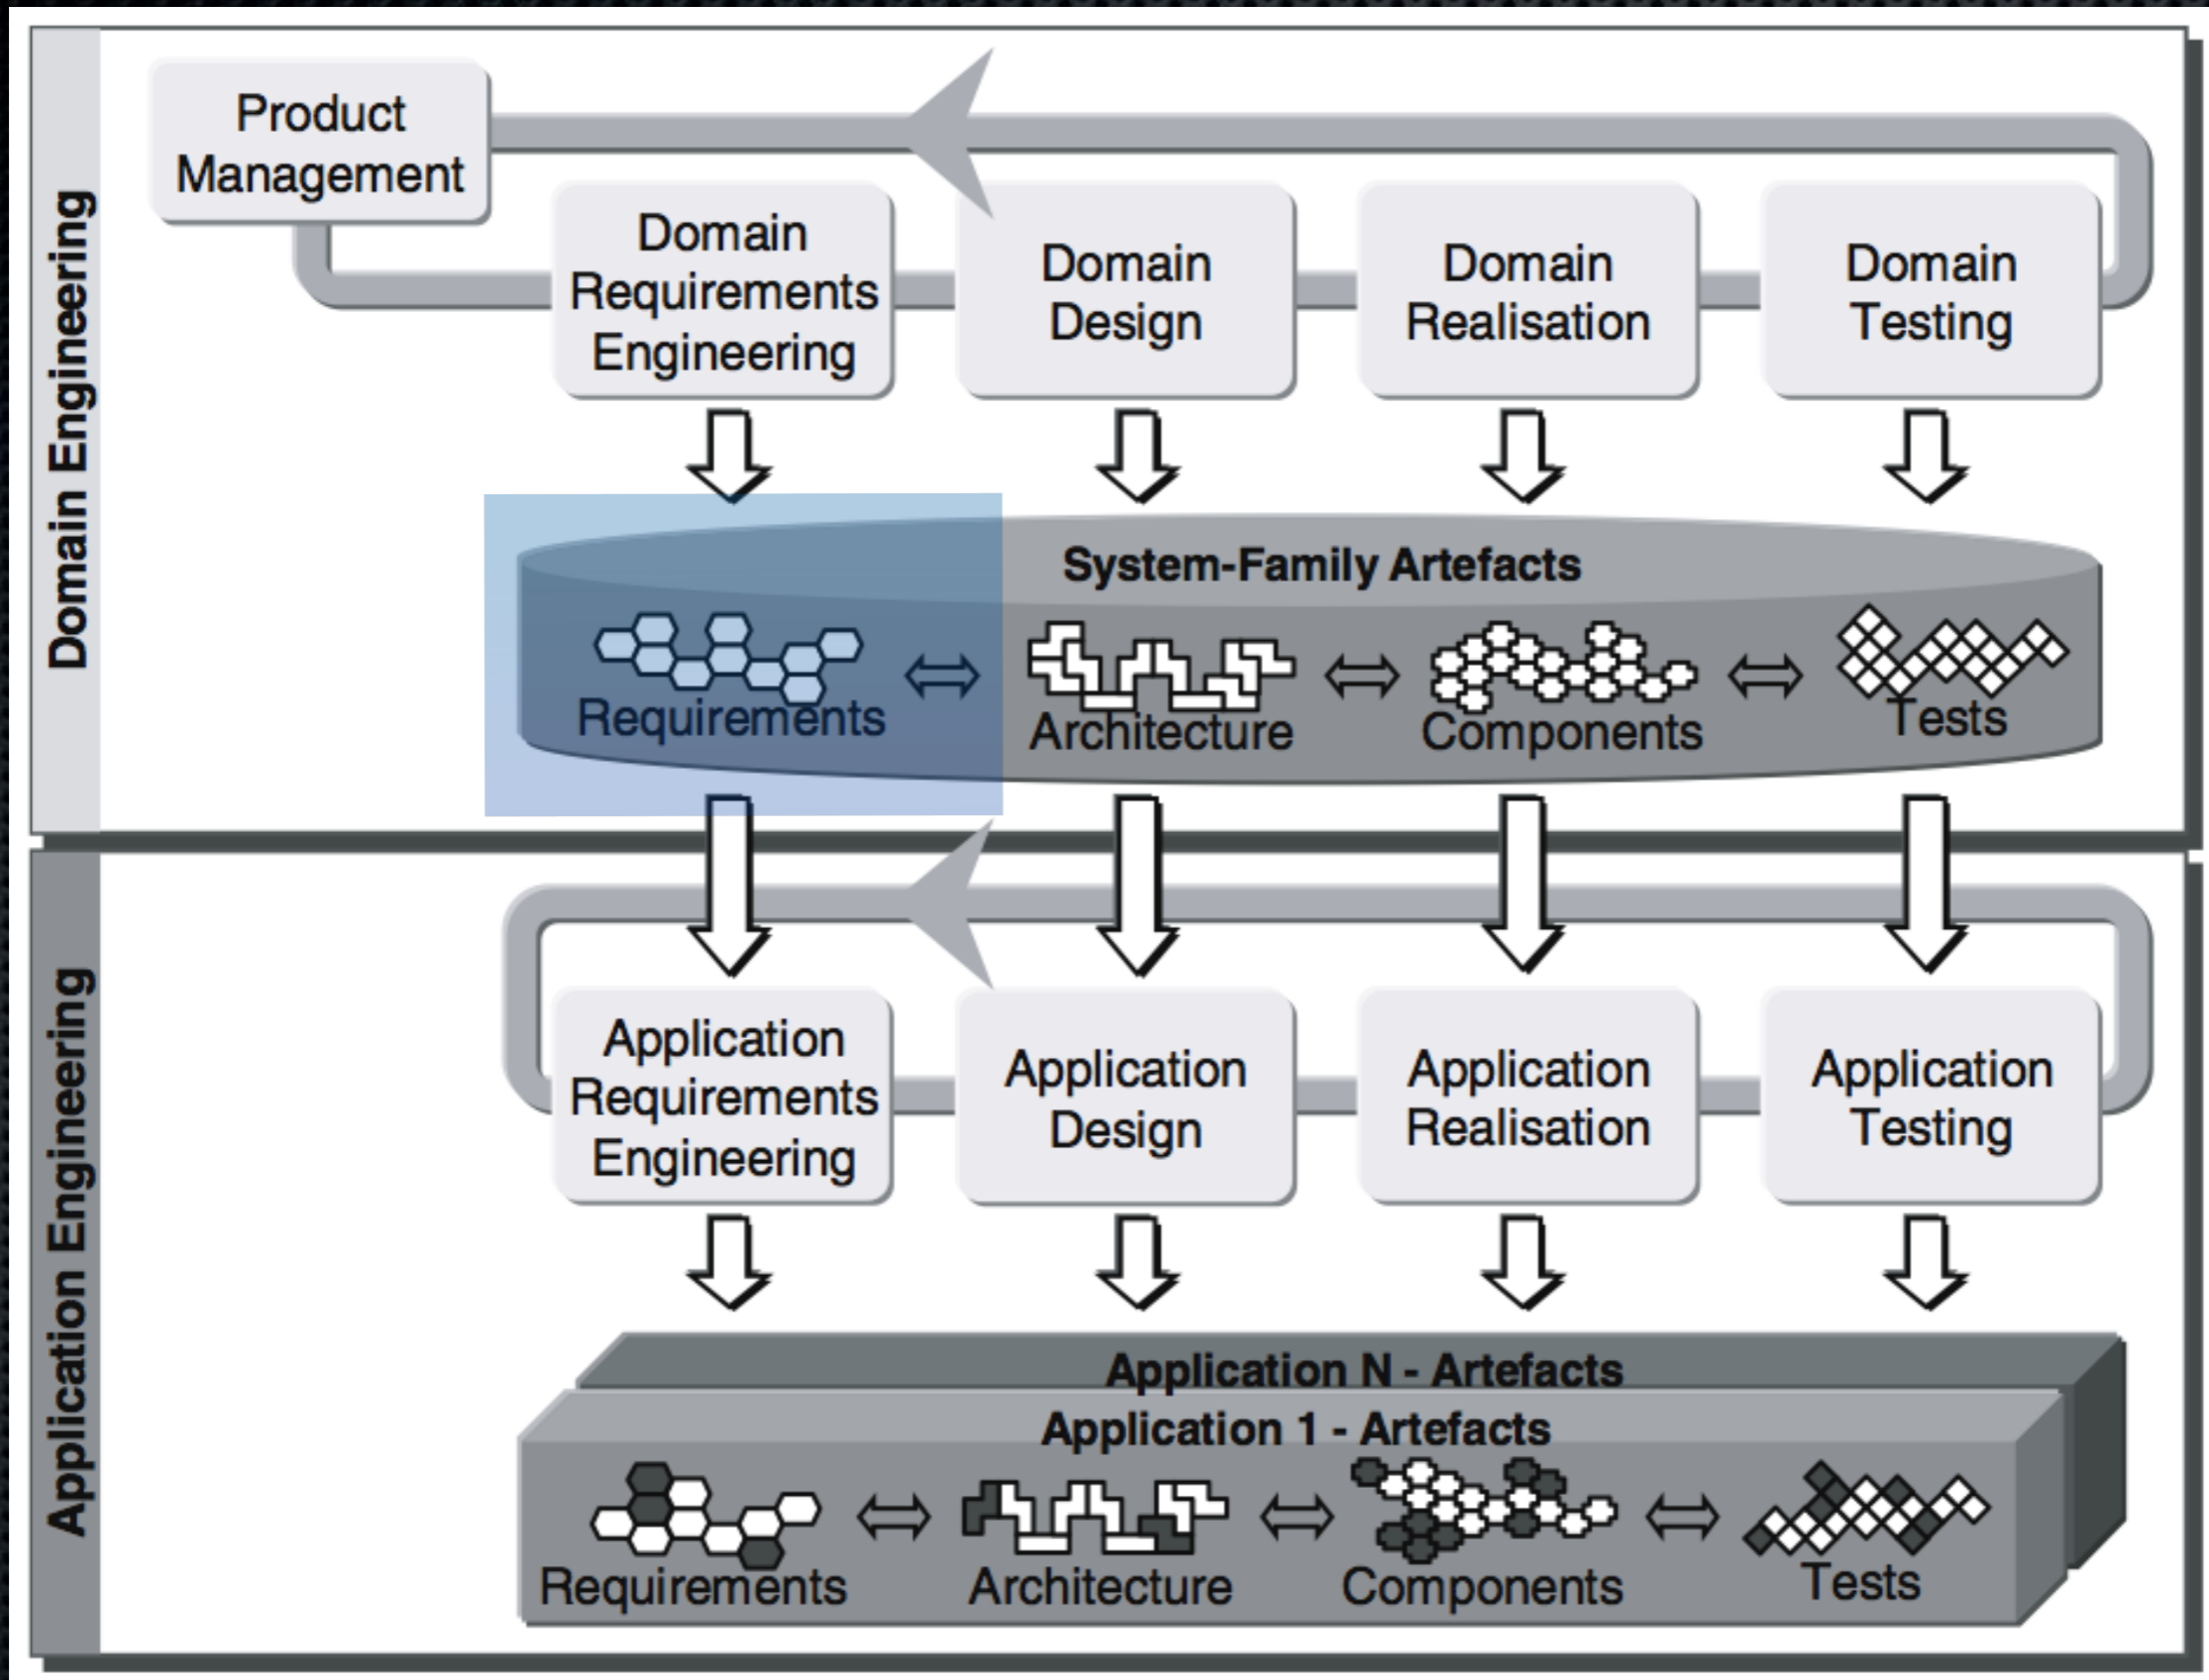 Domain Engineering
Product
Management
Domain
Requirements
Engineering
Domain
Design
Domain
Realisation
Domain
Testing
System-Family Artefacts
Requirements
Architecture
Components
Tests
Application Engineering
Application
Requirements
Engineering
Application
Design
Application
Realisation
Application
Testing
Application N - Artefacts
Application 1 - Artefacts
Requirements
Architecture
Components
Tests